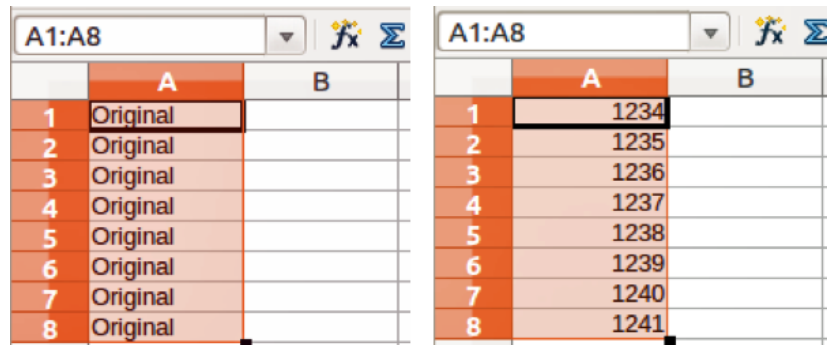 A1:A8
A B
1 Original
2 Original
3 Original
4 Original
5 Original
6 Original
7 Original
8 Original
A1:A8
A B
1 1234
2 1235
3 1236
4 1237
5 1238
6 1239
7 1240
8 1241